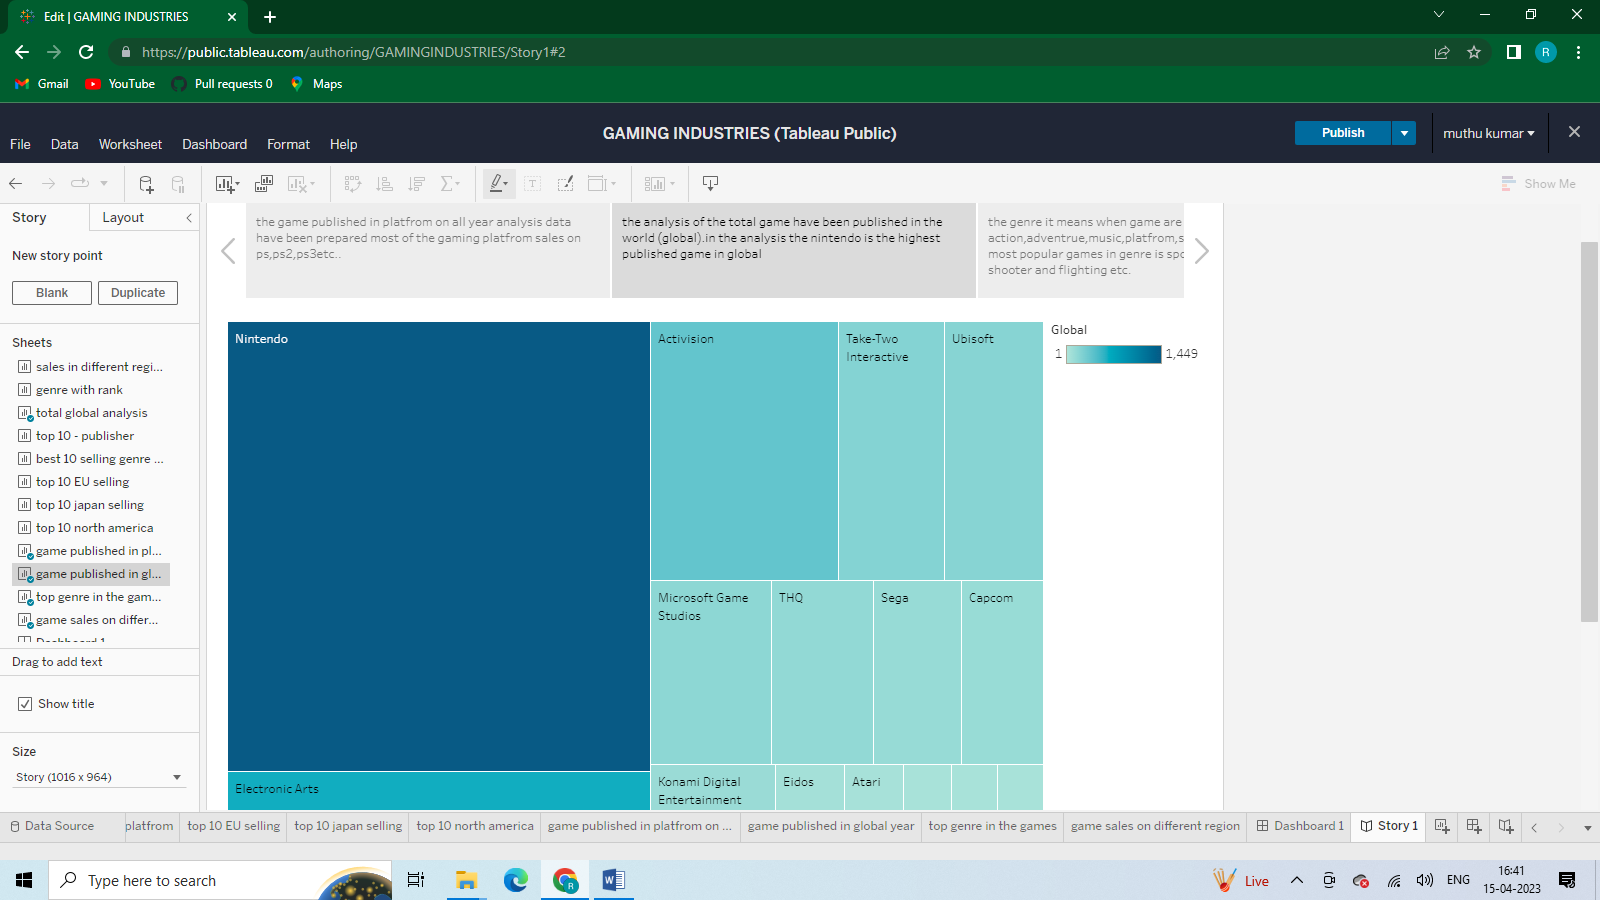 Edit | GAMING INDUSTRIES
https://public.tableau.com/authoring/GAMINGINDUSTRIES/Story1#2
R
Gmail
YouTube
Pull requests 0
Maps
GAMING INDUSTRIES (Tableau Public)
Publish
muthu kumar
File
Data
Worksheet
Dashboard
Format
Help
Show Me
Story
Layout
New story point
Blank
Duplicate
Sheets
sales in different regi...
genre with rank
total global analysis
top 10 - publisher
best 10 selling genre ...
top 10 EU selling
top 10 japan selling
top 10 north america
game published in pl...
game published in gl...
top genre in the gam...
game sales on differ...
Dashboard 1
Drag to add text
Show title
Size
Story (1016 x 964)
the game published in platfrom on all year analysis data
have been prepared most of the gaming platfrom sales on
ps,ps2,ps3etc..
the analysis of the total game have been published in the
world (global).in the analysis the nintendo is the highest
published game in global
the genre it means when game are
action,adventrue,music,platfrom,s
most popular games in genre is spo
shooter and flighting etc.
Nintendo
Electronic Arts
Activision
Take-Two
Interactive
Ubisoft
Microsoft Game
Studios
THQ
Sega
Capcom
Konami Digital
Entertainment
Eidos
Atari
Global
1
1,449
Data Source
platfrom
top 10 EU selling
top 10 japan selling
top 10 north america
game published in platfrom on ...
game published in global year
top genre in the games
game sales on different region
Dashboard 1
Story 1
Type here to search
R
Live
ENG
16:41
15-04-2023